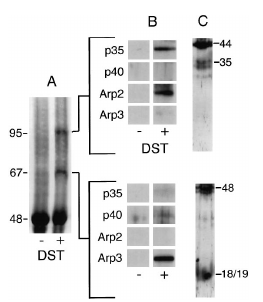 A
B
C
p35
p40
Arp2
Arp3
- +
DST
44
35
95-
67-
48-
- +
DST
p35
p40
Arp2
Arp3
- +
48
18/19